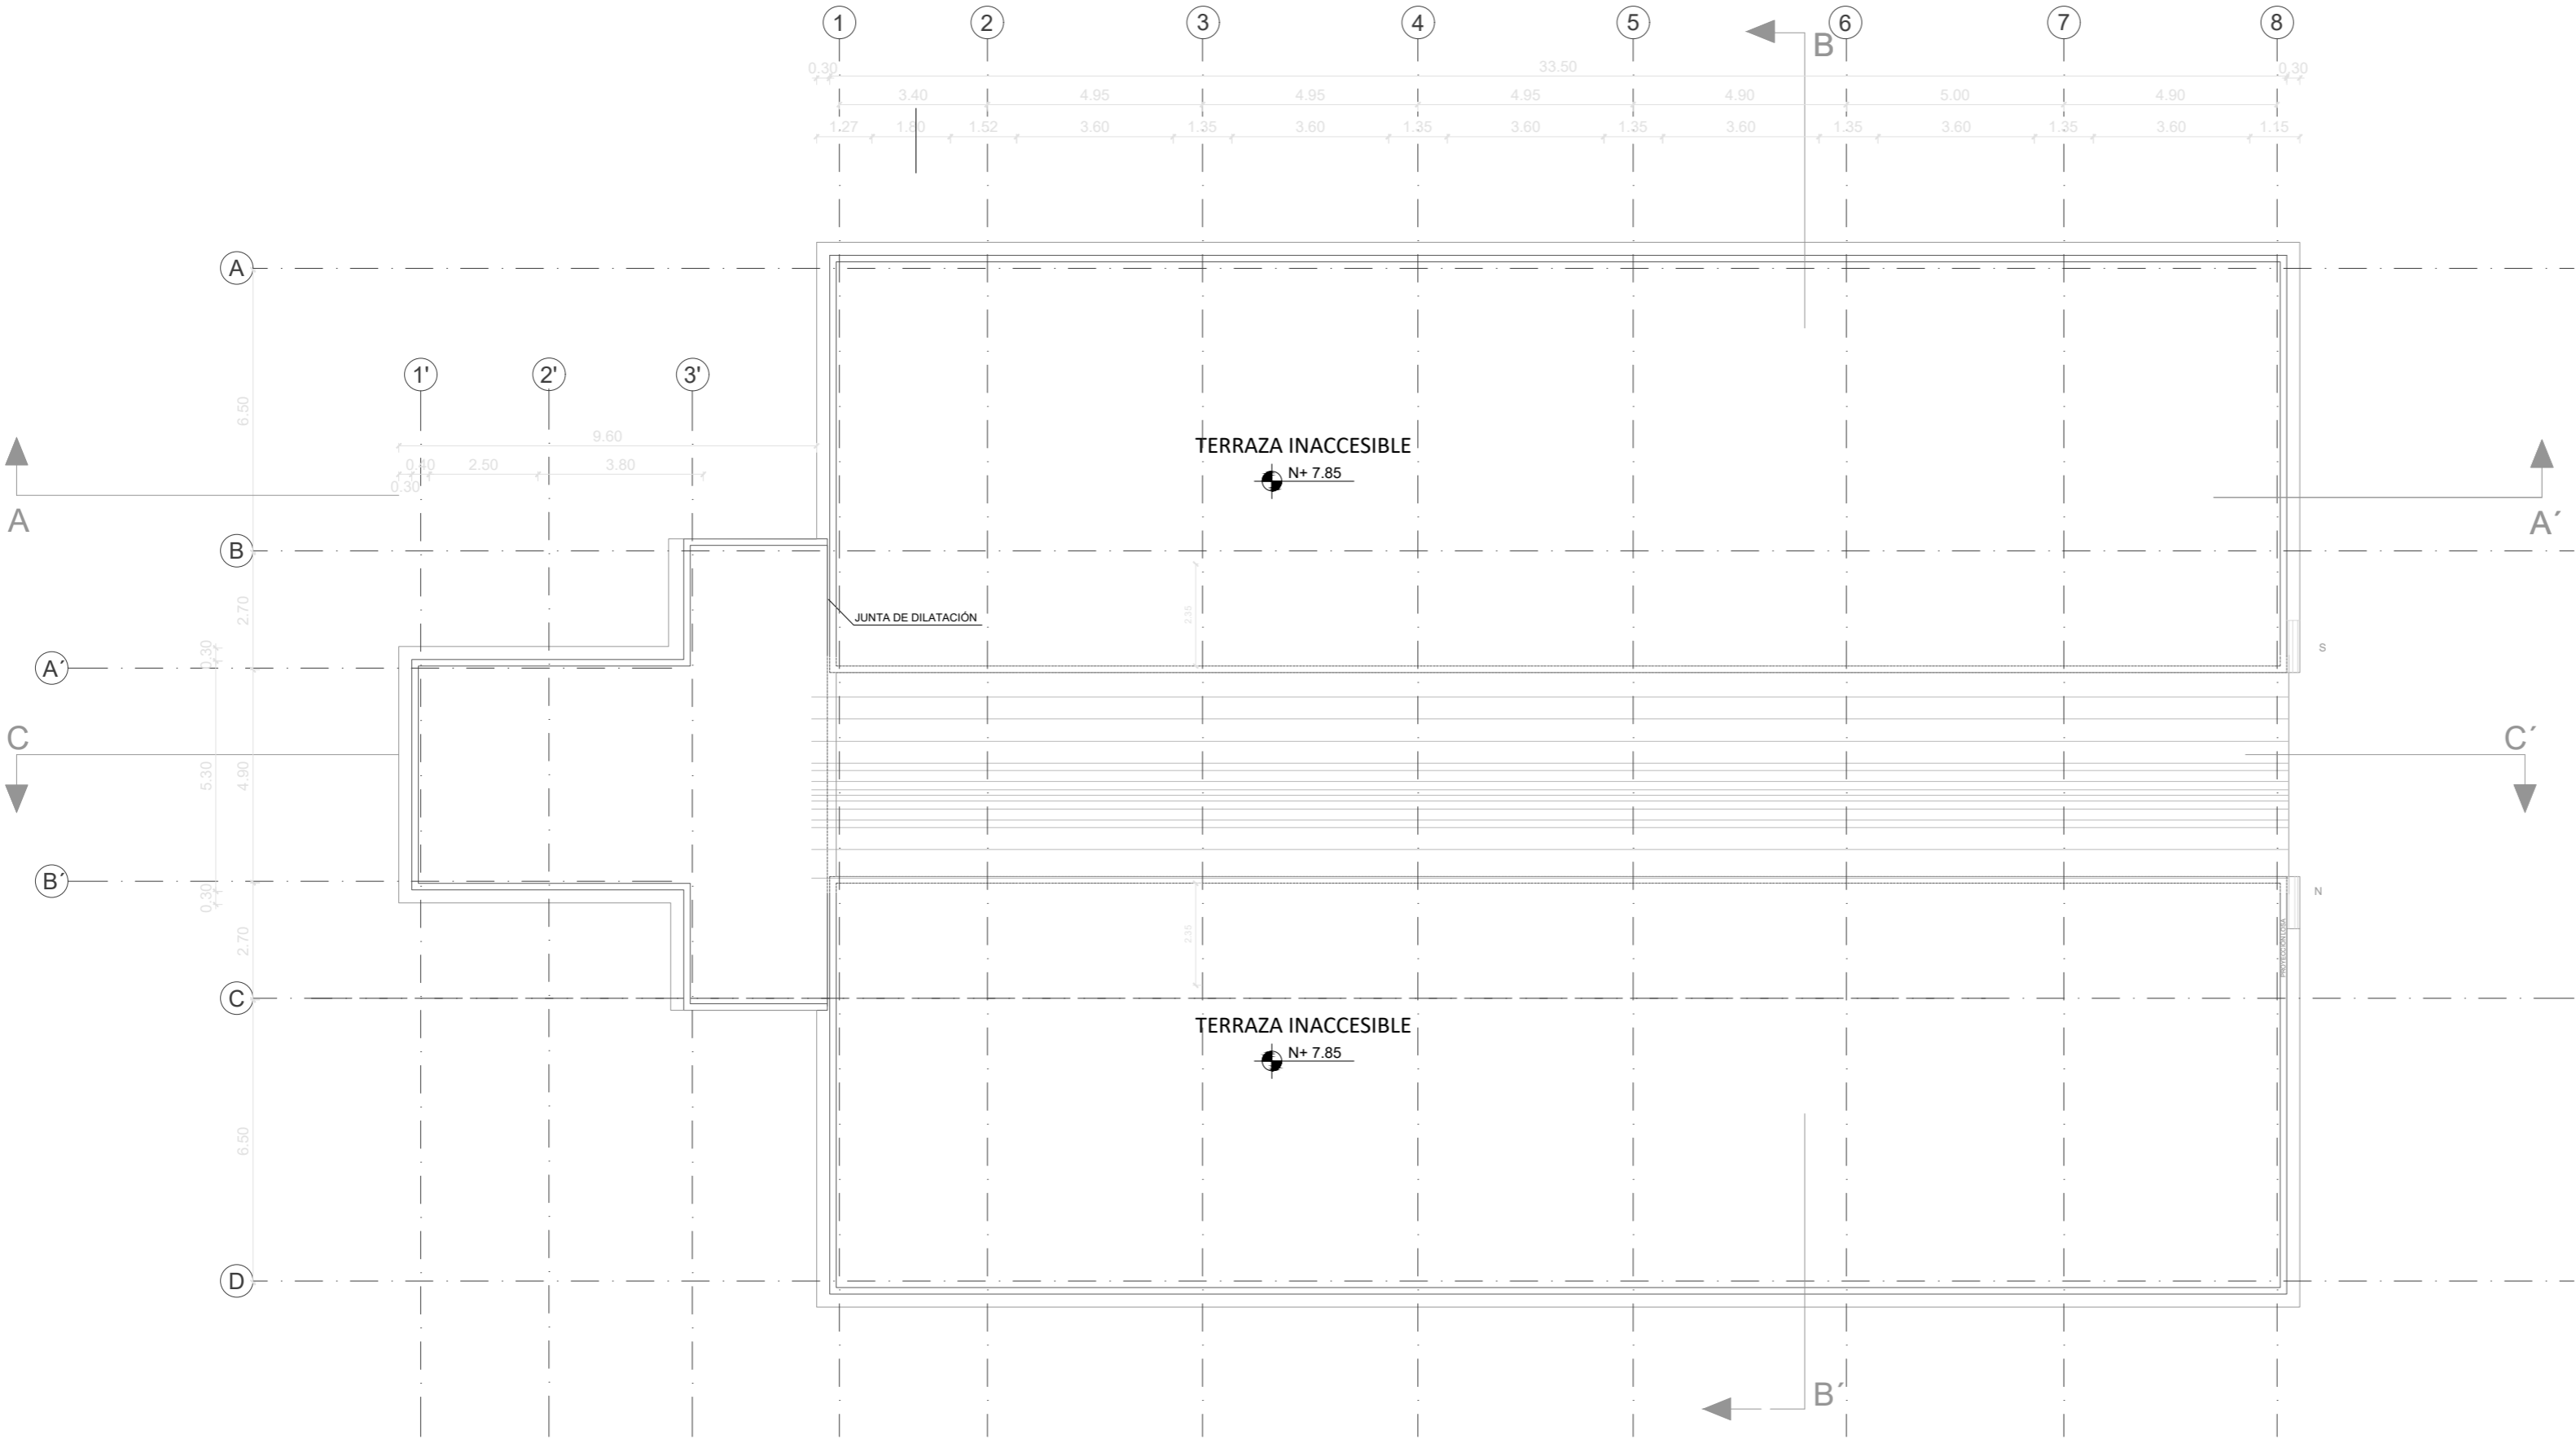 1 2 3 4 5 6 7 8
B
0.30 33.50 0.30
3.40 4.95 4.95 4.95 4.90 5.00 4.90
1.27 1.80 1.52 3.60 1.35 3.60 1.35 3.60 1.35 3.60 1.35 3.60 1.35 3.60 1.15
A
1' 2' 3'
6.50
9.60
TERRAZA INACCESIBLE
0.40 2.50 3.80
N+ 7.85
0.30
A
A´
B
2.70
2.35
JUNTA DE DILATACIÓN
0.30
S
A´
C
C´
5.30
4.90
B´
0.30
N
2.70
2.35
PROYECCION LOSA
C
TERRAZA INACCESIBLE
N+ 7.85
6.50
D
B´